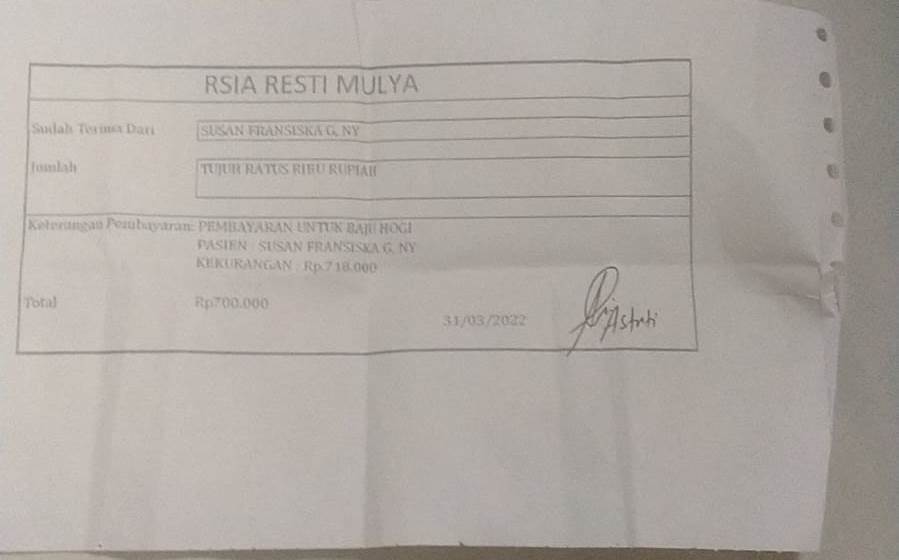 RSIA RESTI MULYA
Sudah Terima Dari SUSAN FRANSISKA G, NY
Jumlah TUJUH RATUS RIBU RUPIAH
Keterangan Pembayaran: PEMBAYARAN UNTUK BAJU HOGI
PASIEN : SUSAN FRANSISKA G, NY
KEKURANGAN : Rp.718.000
Total Rp700.000
31/03/2022
Astuti